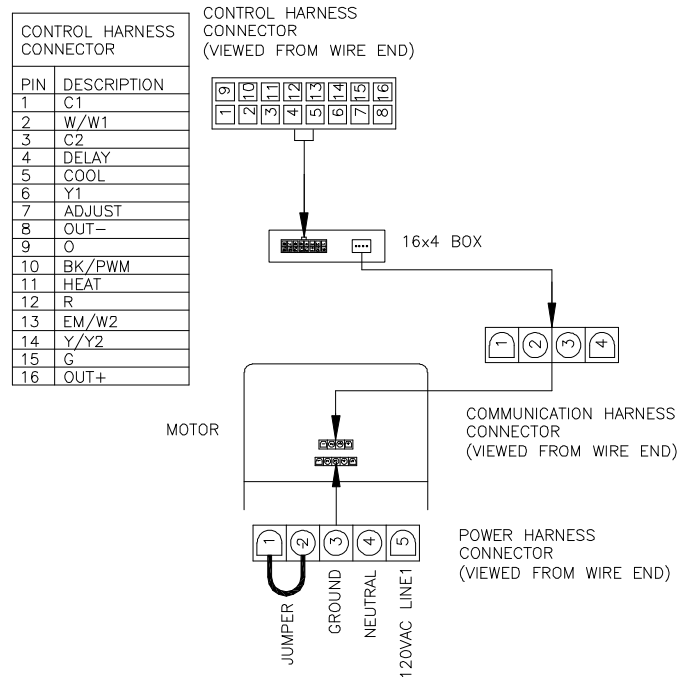 CONTROL HARNESS
CONNECTOR
PIN DESCRIPTION
1 C1
2 W/W1
3 C2
4 DELAY
5 COOL
6 Y1
7 ADJUST
8 OUT−
9 O
10 BK/PWM
11 HEAT
12 R
13 EM/W2
14 Y/Y2
15 G
16 OUT+
CONTROL HARNESS
CONNECTOR
(VIEWED FROM WIRE END)
9 10 11 12 13 14 15 16
1 2 3 4 5 6 7 8
16x4 BOX
1 2 3 4
COMMUNICATION HARNESS
CONNECTOR
(VIEWED FROM WIRE END)
MOTOR
1 2 3 4 5
JUMPER
GROUND
NEUTRAL
120VAC LINE1
POWER HARNESS
CONNECTOR
(VIEWED FROM WIRE END)